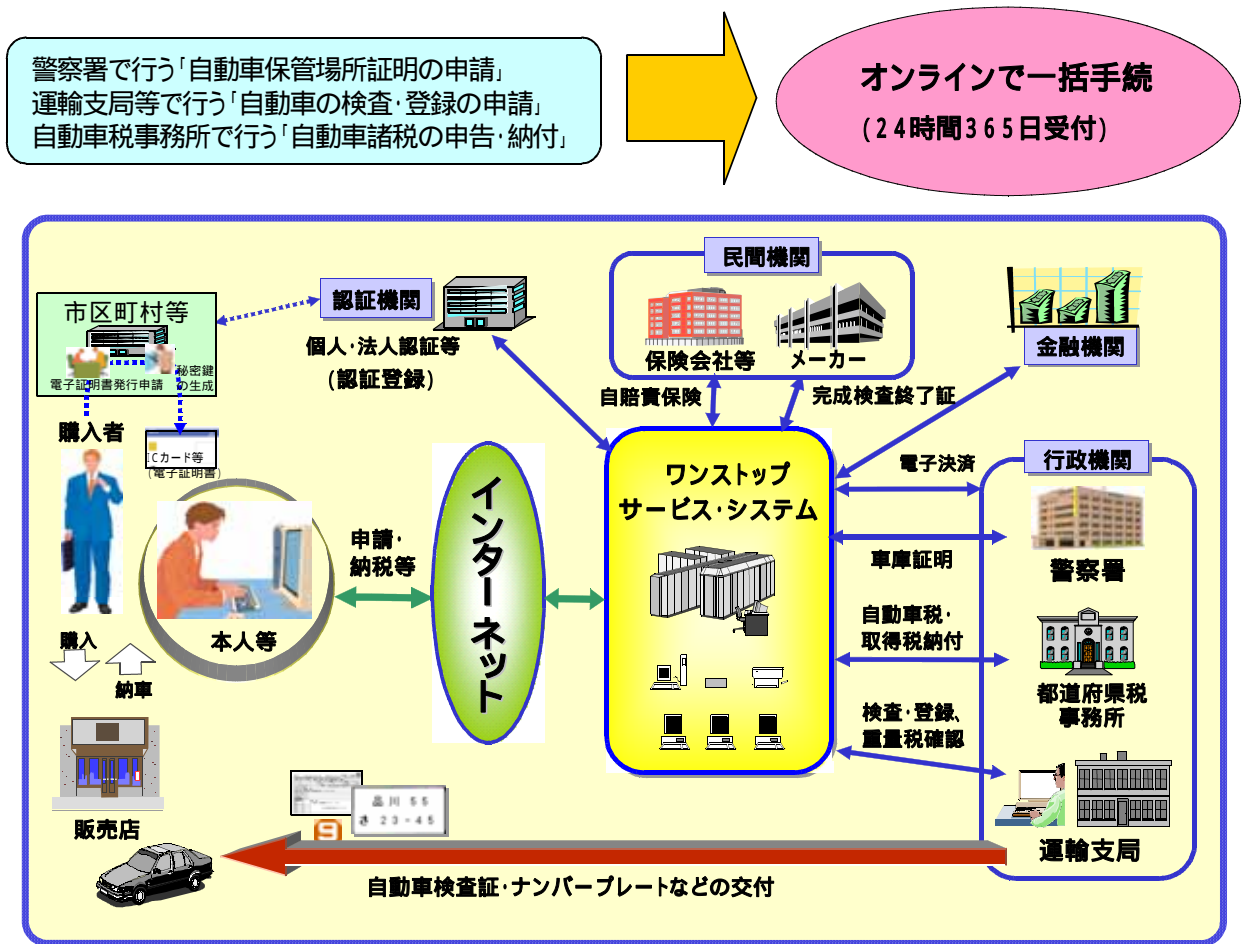 警察署で行う｢自動車保管場所証明の申請｣
運輸支局等で行う｢自動車の検査･登録の申請｣
自動車税事務所で行う｢自動車諸税の申告･納付｣
オンラインで一括手続
(24時間365日受付)
民間機関
保険会社等
メーカー
認証機関
個人･法人認証等
(認証登録)
市区町村等
秘密鍵
の生成
電子証明書発行申請
金融機関
自賠責保険
完成検査終了証
購入者
ICカード等
(電子証明書)
ワンストップ
サービス･システム
電子決済
行政機関
インターネット
申請･
納税等
車庫証明
警察署
本人等
購入
納車
自動車税･
取得税納付
都道府県税
事務所
検査･登録、
重量税確認
販売店
品川 55
さ 23-45
9
運輸支局
自動車検査証･ナンバープレートなどの交付